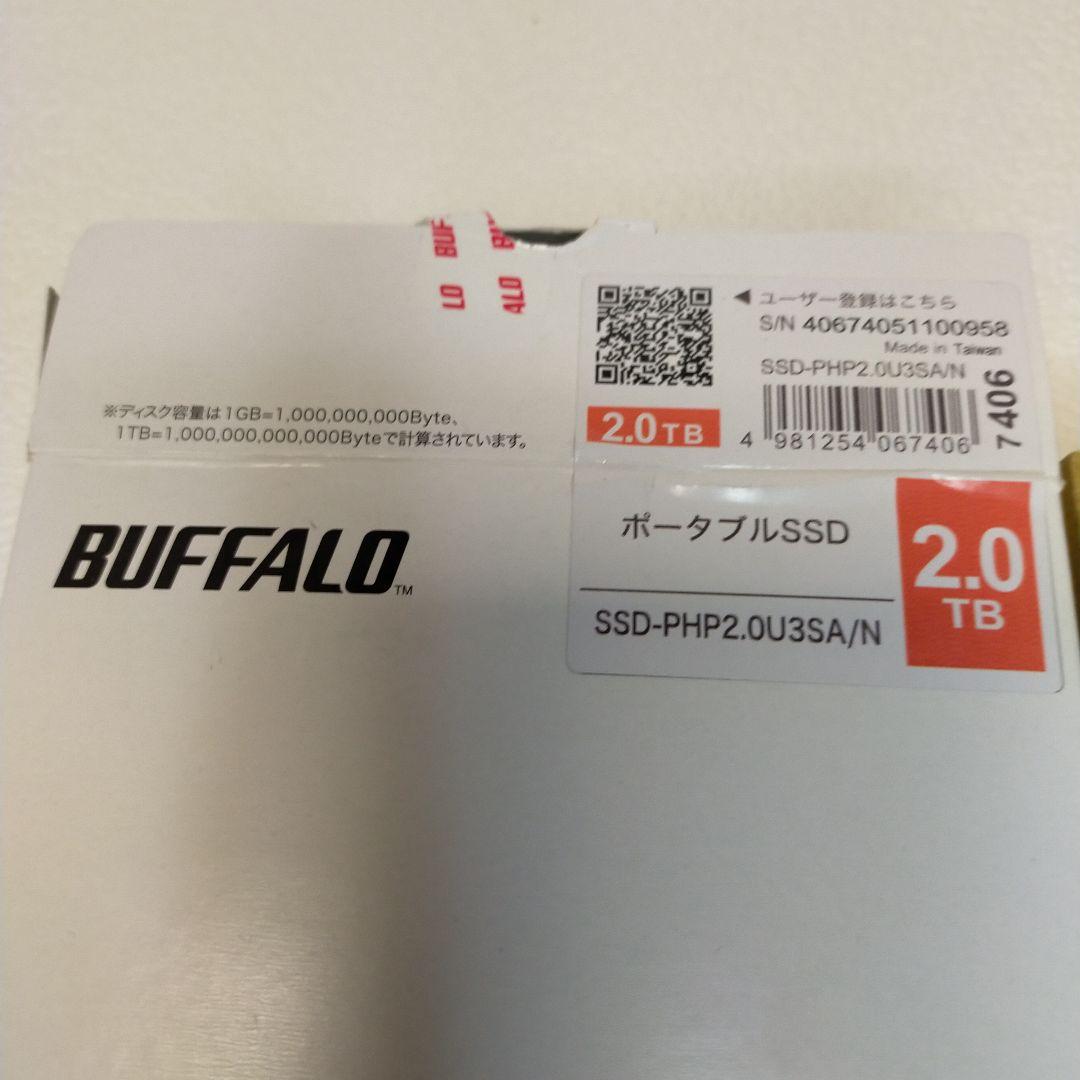 BUF
LO
BU
ALO
ユーザー登録はこちら
S/N 40674051100958
Made in Taiwan
SSD-PHP2.0U3SA/N
2.0TB
4 981254 067406
7406
※ディスク容量は1GB=1,000,000,000Byte、
1TB=1,000,000,000,000Byteで計算されています。
BUFFALO™
ポータブルSSD
SSD-PHP2.0U3SA/N
2.0
TB